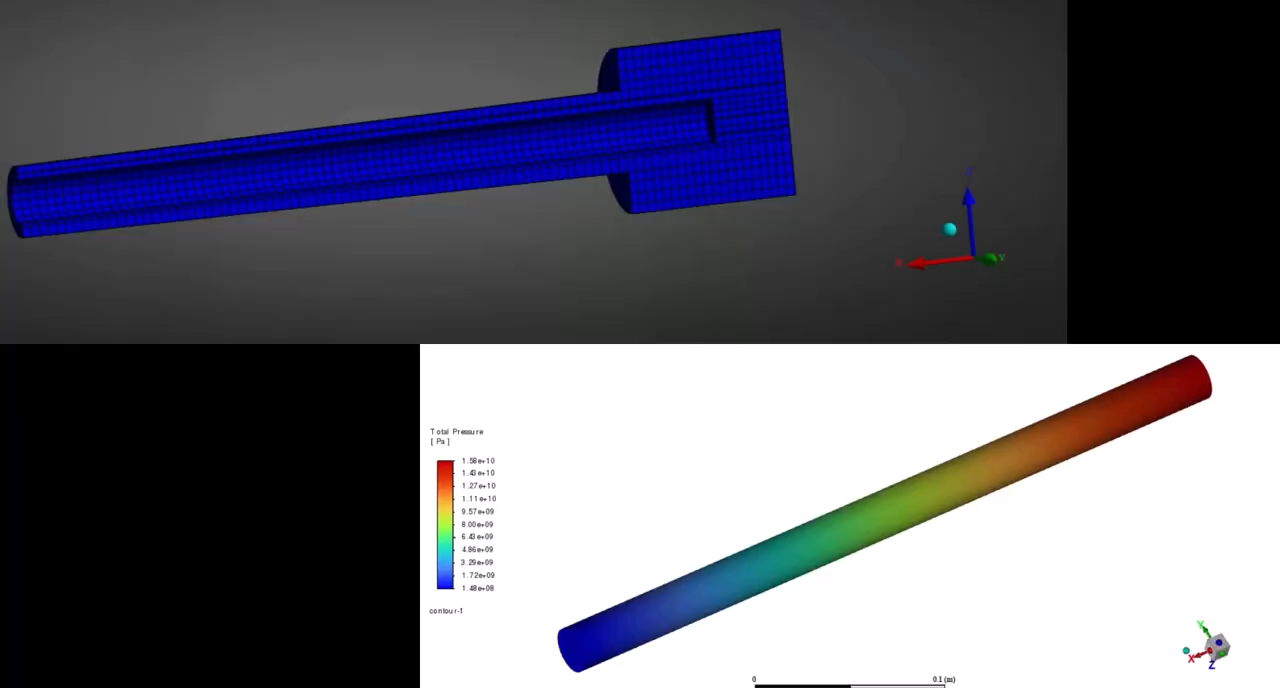 Z
X
Y
Total Pressure
[ Pa ]
1.58e+10
1.43e+10
1.27e+10
1.11e+10
9.57e+09
8.00e+09
6.43e+09
4.86e+09
3.29e+09
1.72e+09
1.48e+08
contour-1
Y
X
Z
0 0.1 (m)